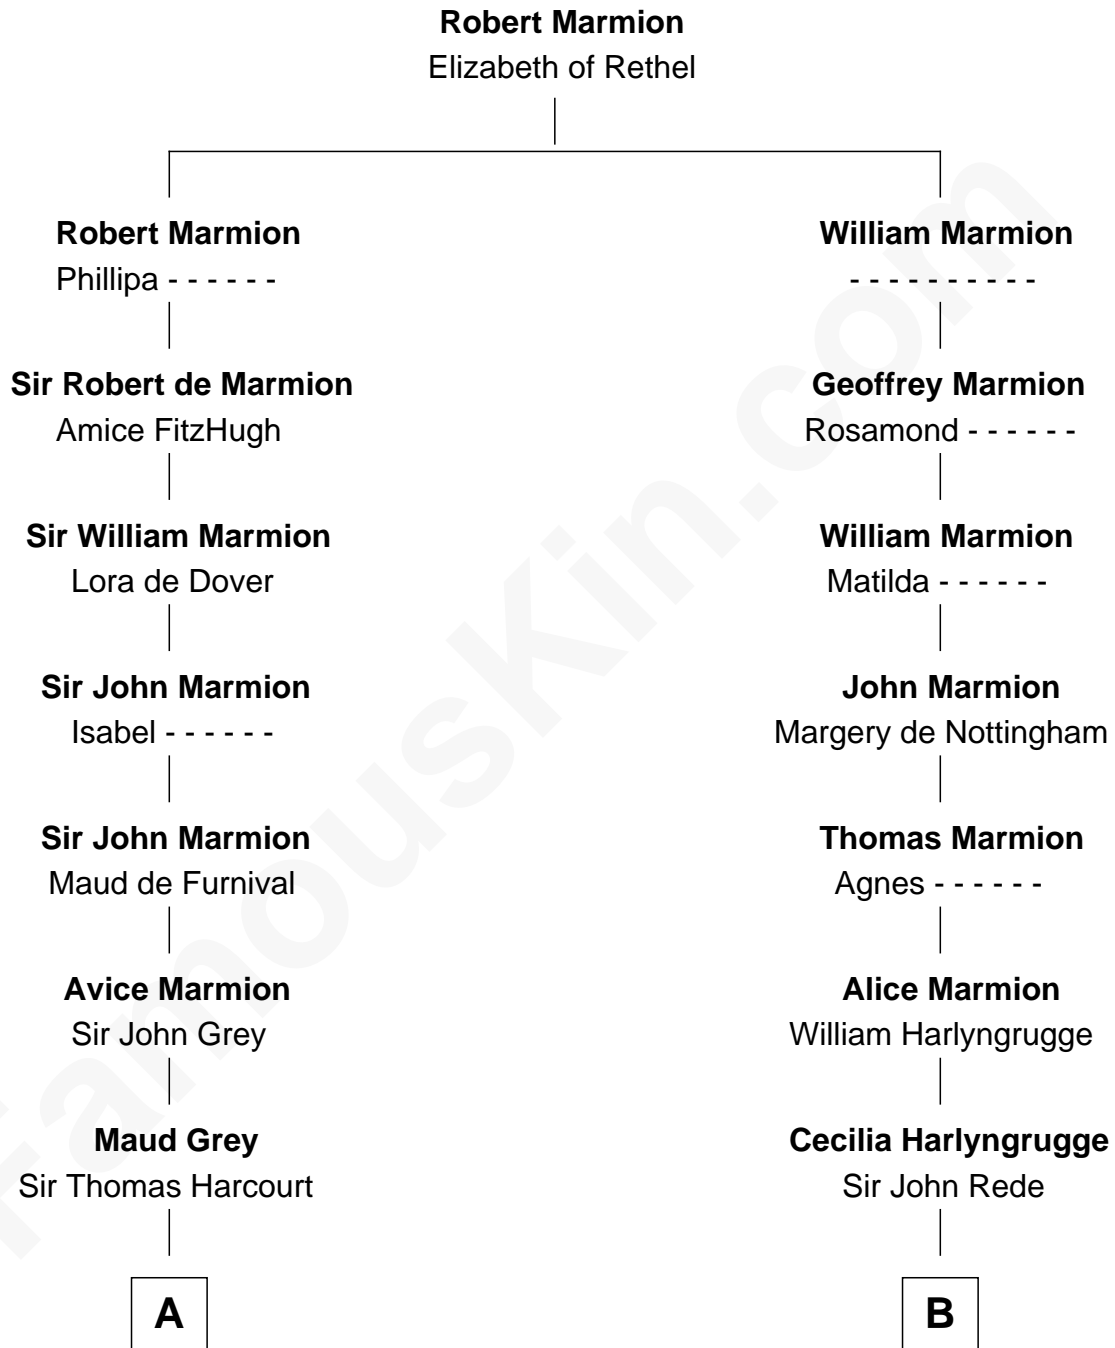 Robert Marmion
Elizabeth of Rethel
Robert Marmion
Phillipa - - - - - -
William Marmion
- - - - - - - - - -
Sir Robert de Marmion
Amice FitzHugh
Geoffrey Marmion
Rosamond - - - - - -
Sir William Marmion
Lora de Dover
William Marmion
Matilda - - - - - -
Sir John Marmion
Isabel - - - - - -
John Marmion
Margery de Nottingham
Sir John Marmion
Maud de Furnival
Thomas Marmion
Agnes - - - - - -
Avice Marmion
Sir John Grey
Alice Marmion
William Harlyngrugge
Maud Grey
Sir Thomas Harcourt
Cecilia Harlyngrugge
Sir John Rede
A
B
FamousKin.com